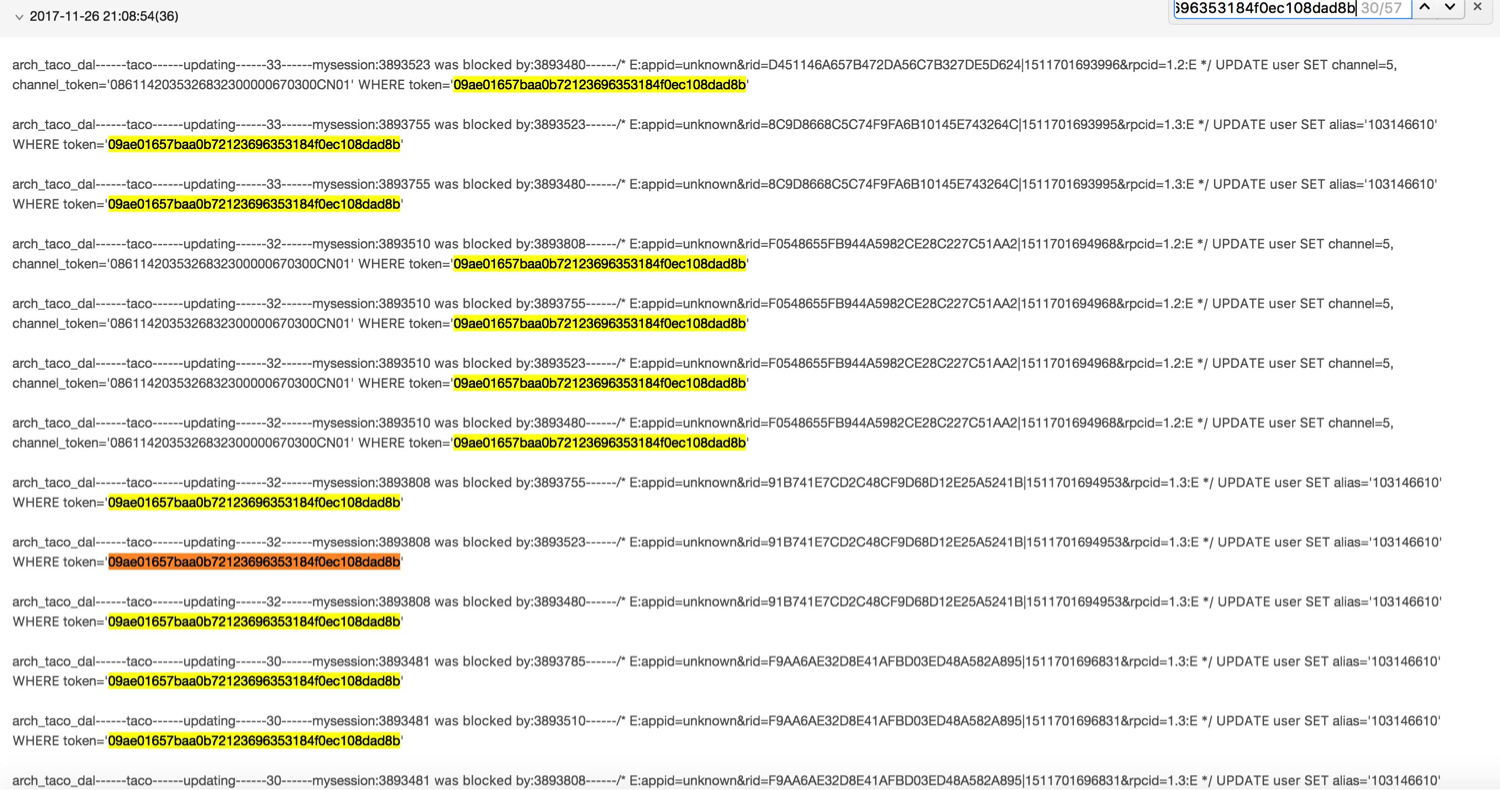 2017-11-26 21:08:54(36)
396353184f0ec108dad8b 30/57
arch_taco_dal------taco------updating------33------mysession:3893523 was blocked by:3893480------/* E:appid=unknown&rid=D451146A657B472DA56C7B327DE5D624|1511701693996&rpcid=1.2:E */ UPDATE user SET channel=5,
channel_token='0861142035326832300000670300CN01' WHERE token='09ae01657baa0b72123696353184f0ec108dad8b'
arch_taco_dal------taco------updating------33------mysession:3893755 was blocked by:3893523------/* E:appid=unknown&rid=8C9D8668C5C74F9FA6B10145E743264C|1511701693995&rpcid=1.3:E */ UPDATE user SET alias='103146610'
WHERE token='09ae01657baa0b72123696353184f0ec108dad8b'
arch_taco_dal------taco------updating------33------mysession:3893755 was blocked by:3893480------/* E:appid=unknown&rid=8C9D8668C5C74F9FA6B10145E743264C|1511701693995&rpcid=1.3:E */ UPDATE user SET alias='103146610'
WHERE token='09ae01657baa0b72123696353184f0ec108dad8b'
arch_taco_dal------taco------updating------32------mysession:3893510 was blocked by:3893808------/* E:appid=unknown&rid=F0548655FB944A5982CE28C227C51AA2|1511701694968&rpcid=1.2:E */ UPDATE user SET channel=5,
channel_token='0861142035326832300000670300CN01' WHERE token='09ae01657baa0b72123696353184f0ec108dad8b'
arch_taco_dal------taco------updating------32------mysession:3893510 was blocked by:3893755------/* E:appid=unknown&rid=F0548655FB944A5982CE28C227C51AA2|1511701694968&rpcid=1.2:E */ UPDATE user SET channel=5,
channel_token='0861142035326832300000670300CN01' WHERE token='09ae01657baa0b72123696353184f0ec108dad8b'
arch_taco_dal------taco------updating------32------mysession:3893510 was blocked by:3893523------/* E:appid=unknown&rid=F0548655FB944A5982CE28C227C51AA2|1511701694968&rpcid=1.2:E */ UPDATE user SET channel=5,
channel_token='0861142035326832300000670300CN01' WHERE token='09ae01657baa0b72123696353184f0ec108dad8b'
arch_taco_dal------taco------updating------32------mysession:3893510 was blocked by:3893480------/* E:appid=unknown&rid=F0548655FB944A5982CE28C227C51AA2|1511701694968&rpcid=1.2:E */ UPDATE user SET channel=5,
channel_token='0861142035326832300000670300CN01' WHERE token='09ae01657baa0b72123696353184f0ec108dad8b'
arch_taco_dal------taco------updating------32------mysession:3893808 was blocked by:3893755------/* E:appid=unknown&rid=91B741E7CD2C48CF9D68D12E25A5241B|1511701694953&rpcid=1.3:E */ UPDATE user SET alias='103146610'
WHERE token='09ae01657baa0b72123696353184f0ec108dad8b'
arch_taco_dal------taco------updating------32------mysession:3893808 was blocked by:3893523------/* E:appid=unknown&rid=91B741E7CD2C48CF9D68D12E25A5241B|1511701694953&rpcid=1.3:E */ UPDATE user SET alias='103146610'
WHERE token='09ae01657baa0b72123696353184f0ec108dad8b'
arch_taco_dal------taco------updating------32------mysession:3893808 was blocked by:3893480------/* E:appid=unknown&rid=91B741E7CD2C48CF9D68D12E25A5241B|1511701694953&rpcid=1.3:E */ UPDATE user SET alias='103146610'
WHERE token='09ae01657baa0b72123696353184f0ec108dad8b'
arch_taco_dal------taco------updating------30------mysession:3893481 was blocked by:3893785------/* E:appid=unknown&rid=F9AA6AE32D8E41AFBD03ED48A582A895|1511701696831&rpcid=1.3:E */ UPDATE user SET alias='103146610'
WHERE token='09ae01657baa0b72123696353184f0ec108dad8b'
arch_taco_dal------taco------updating------30------mysession:3893481 was blocked by:3893510------/* E:appid=unknown&rid=F9AA6AE32D8E41AFBD03ED48A582A895|1511701696831&rpcid=1.3:E */ UPDATE user SET alias='103146610'
WHERE token='09ae01657baa0b72123696353184f0ec108dad8b'
arch_taco_dal------taco------updating------30------mysession:3893481 was blocked by:3893808------/* E:appid=unknown&rid=F9AA6AE32D8E41AFBD03ED48A582A895|1511701696831&rpcid=1.3:E */ UPDATE user SET alias='103146610'